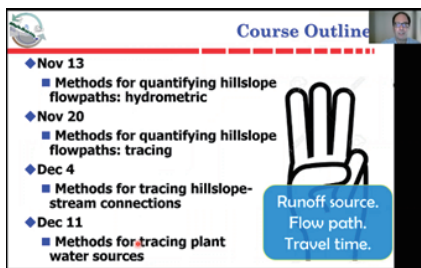 Course Outline
Nov 13
Methods for quantifying hillslope
flowpaths: hydrometric
Nov 20
Methods for quantifying hillslope
flowpaths: tracing
Dec 4
Methods for tracing hillslope-
stream connections
Dec 11
Methods for tracing plant
water sources
Runoff source.
Flow path.
Travel time.